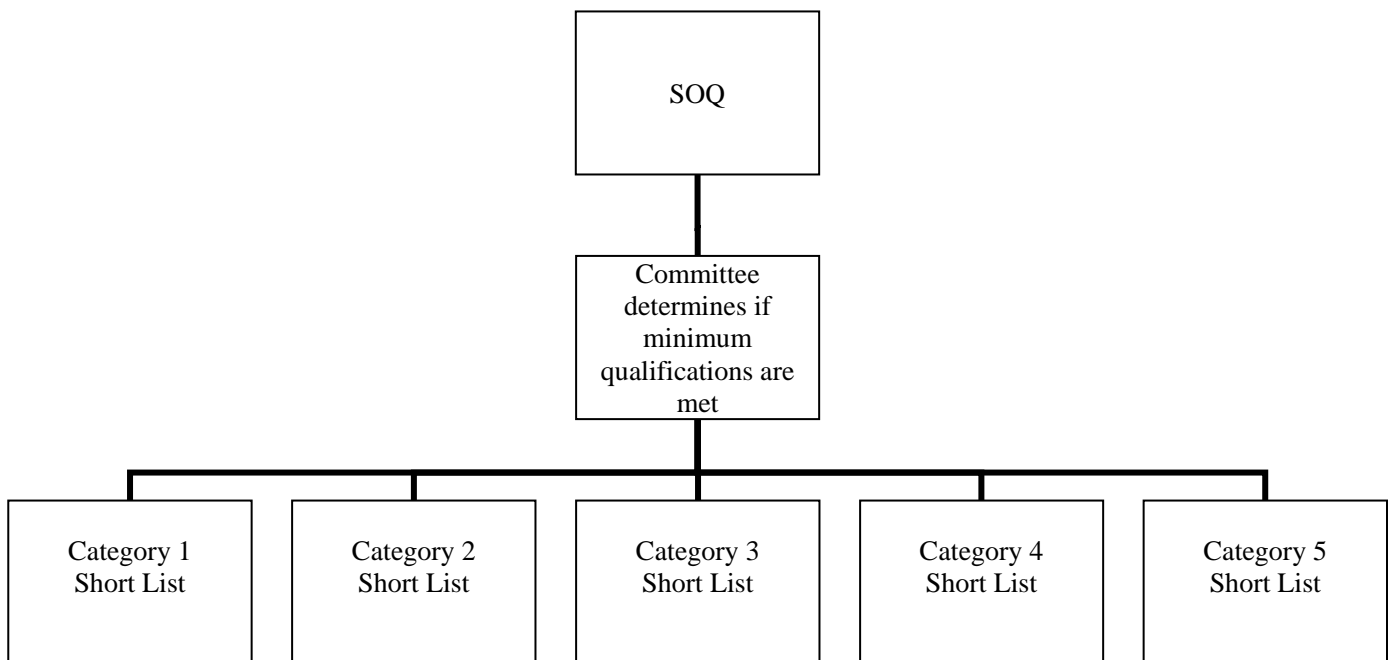 SOQ
Committee
determines if
minimum
qualifications are
met
Category 1
Short List
Category 2
Short List
Category 3
Short List
Category 4
Short List
Category 5
Short List